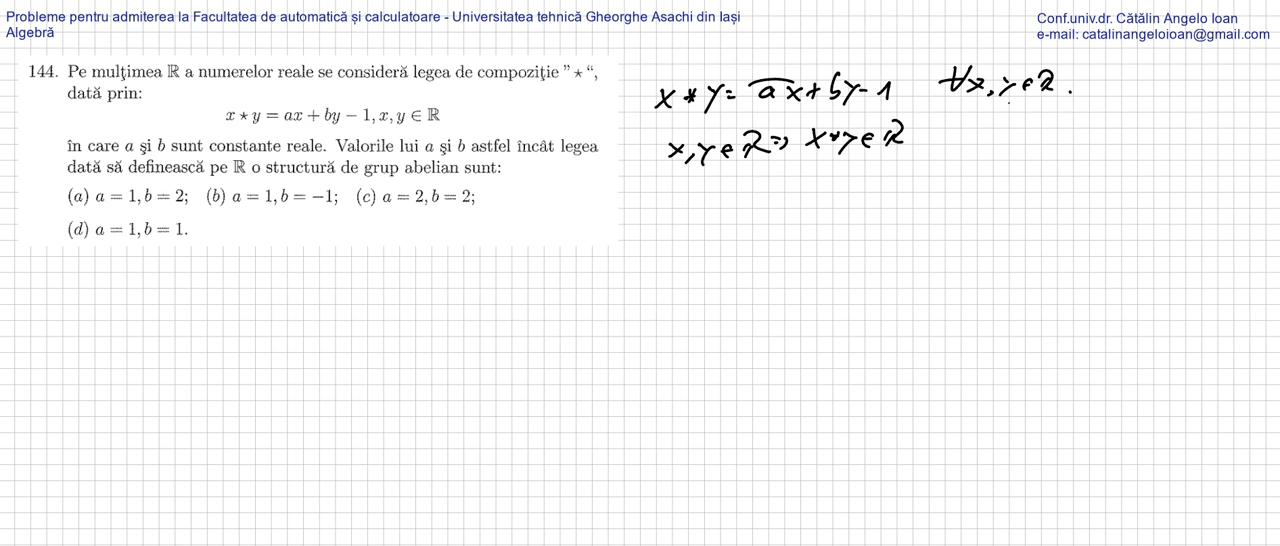 Probleme pentru admiterea la Facultatea de automatică și calculatoare - Universitatea tehnică Gheorghe Asachi din Iași
Algebră
Conf.univ.dr. Cătălin Angelo Ioan
e-mail: catalinangeloioan@gmail.com
144. Pe mulţimea ℝ a numerelor reale se consideră legea de compoziţie ” ⋆ “,
dată prin:
x ⋆ y = ax + by − 1, x, y ∈ ℝ
în care a şi b sunt constante reale. Valorile lui a şi b astfel încât legea
dată să definească pe ℝ o structură de grup abelian sunt:
(a) a = 1, b = 2; (b) a = 1, b = −1; (c) a = 2, b = 2;
(d) a = 1, b = 1.
x * y = ax + by - 1 ∀x, y ∈ ℝ.
x, y ∈ ℝ ⇒ x * y ∈ ℝ